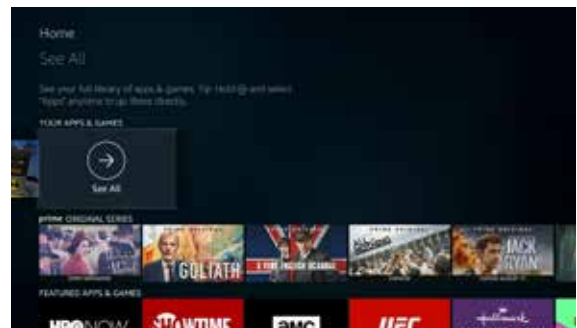 Home
See All
See your full library of apps & games. Tip: Hold and select
"Apps" anytime to go there directly.
YOUR APPS & GAMES
See All
prime ORIGINAL SERIES
GOLIATH
A VERY ENGLISH SCANDAL
JACK
RYAN
FEATURED APPS & GAMES
HBO NOW
SHOWTIME
aMC
UFC
Hallmark